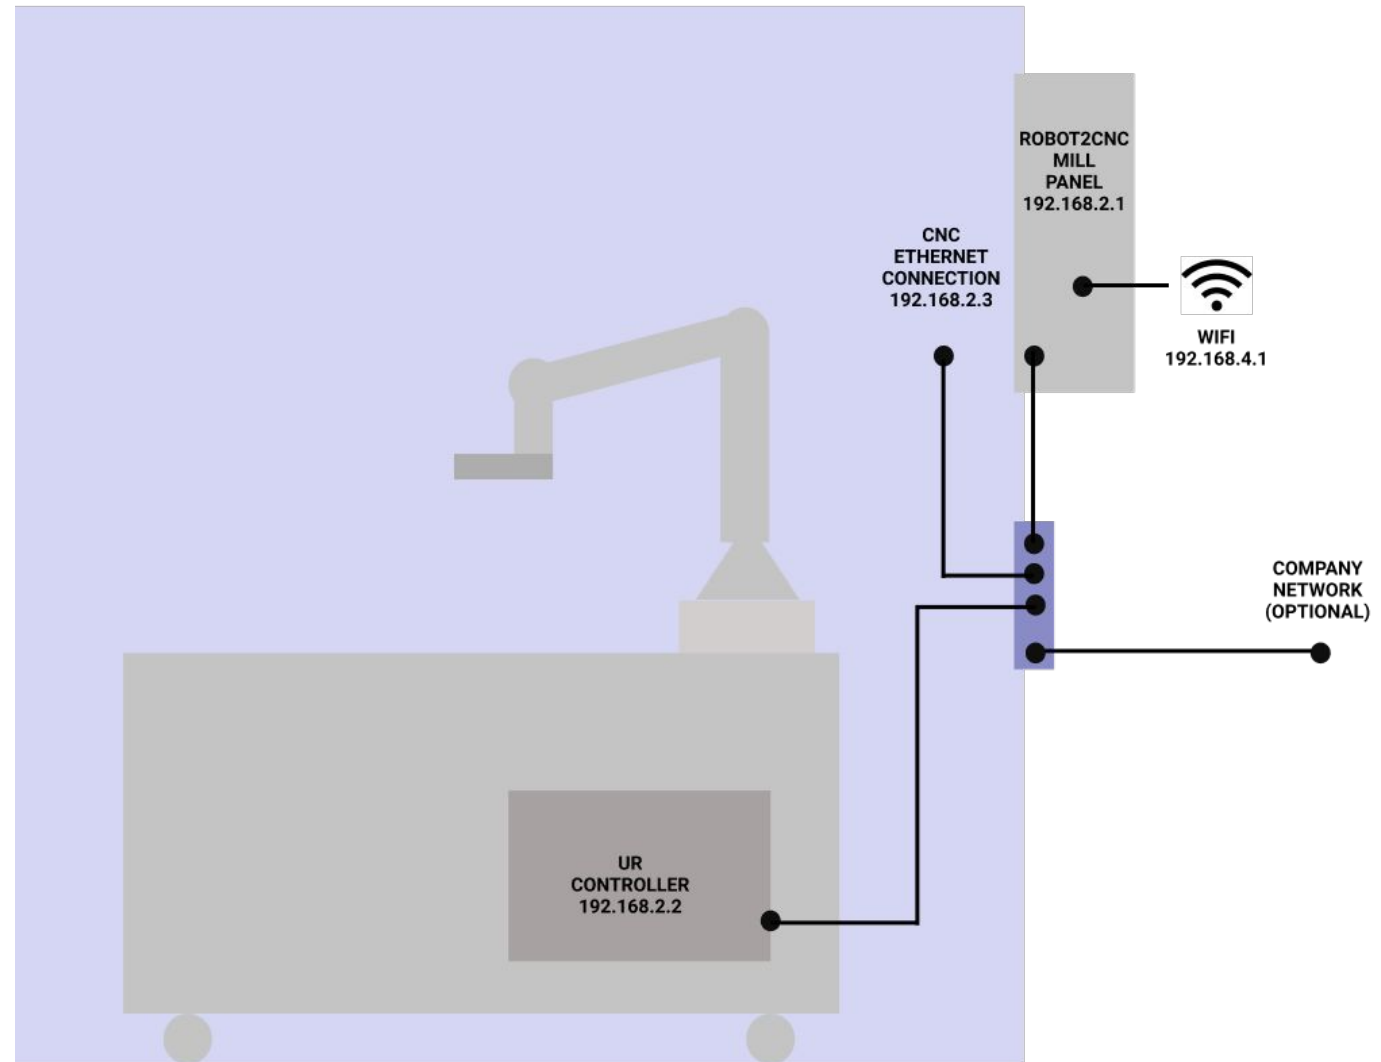 ROBOT2CNC
MILL
PANEL
192.168.2.1
CNC
ETHERNET
CONNECTION
192.168.2.3
WIFI
192.168.4.1
COMPANY
NETWORK
(OPTIONAL)
UR
CONTROLLER
192.168.2.2